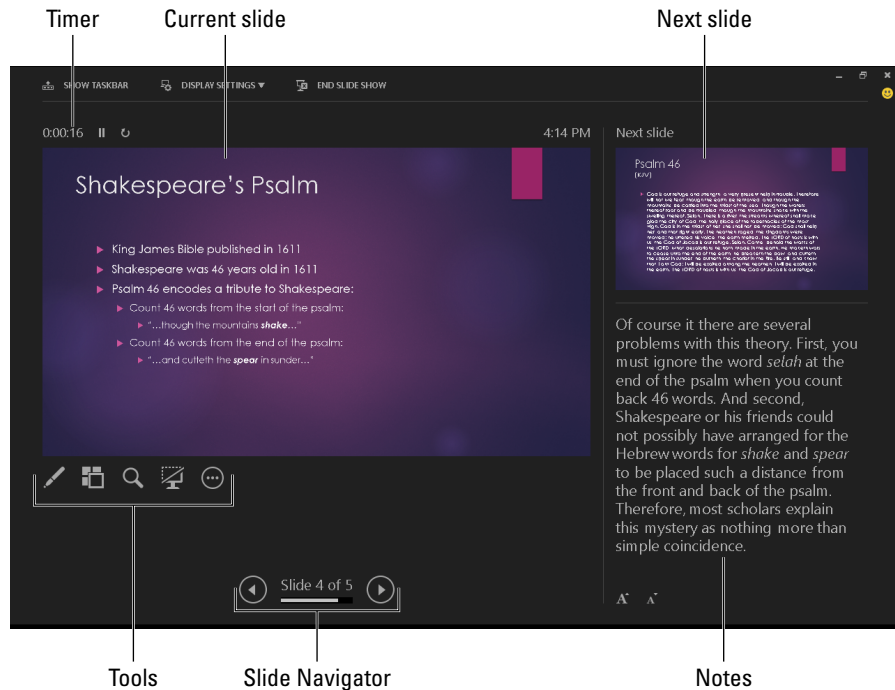 Timer
Current slide
Next slide
SHOW TASKBAR
DISPLAY SETTINGS ▼
END SLIDE SHOW
0:00:16
4:14 PM
Next slide
Shakespeare's Psalm
▶ King James Bible published in 1611
▶ Shakespeare was 46 years old in 1611
▶ Psalm 46 encodes a tribute to Shakespeare:
▶ Count 46 words from the start of the psalm:
▶ "…though the mountains shake…"
▶ Count 46 words from the end of the psalm:
▶ "…and cutteth the spear in sunder…"
Psalm 46
(KJV)
Of course it there are several
problems with this theory. First, you
must ignore the word selah at the
end of the psalm when you count
back 46 words. And second,
Shakespeare or his friends could
not possibly have arranged for the
Hebrew words for shake and spear
to be placed such a distance from
the front and back of the psalm.
Therefore, most scholars explain
this mystery as nothing more than
simple coincidence.
Slide 4 of 5
A A
Tools
Slide Navigator
Notes